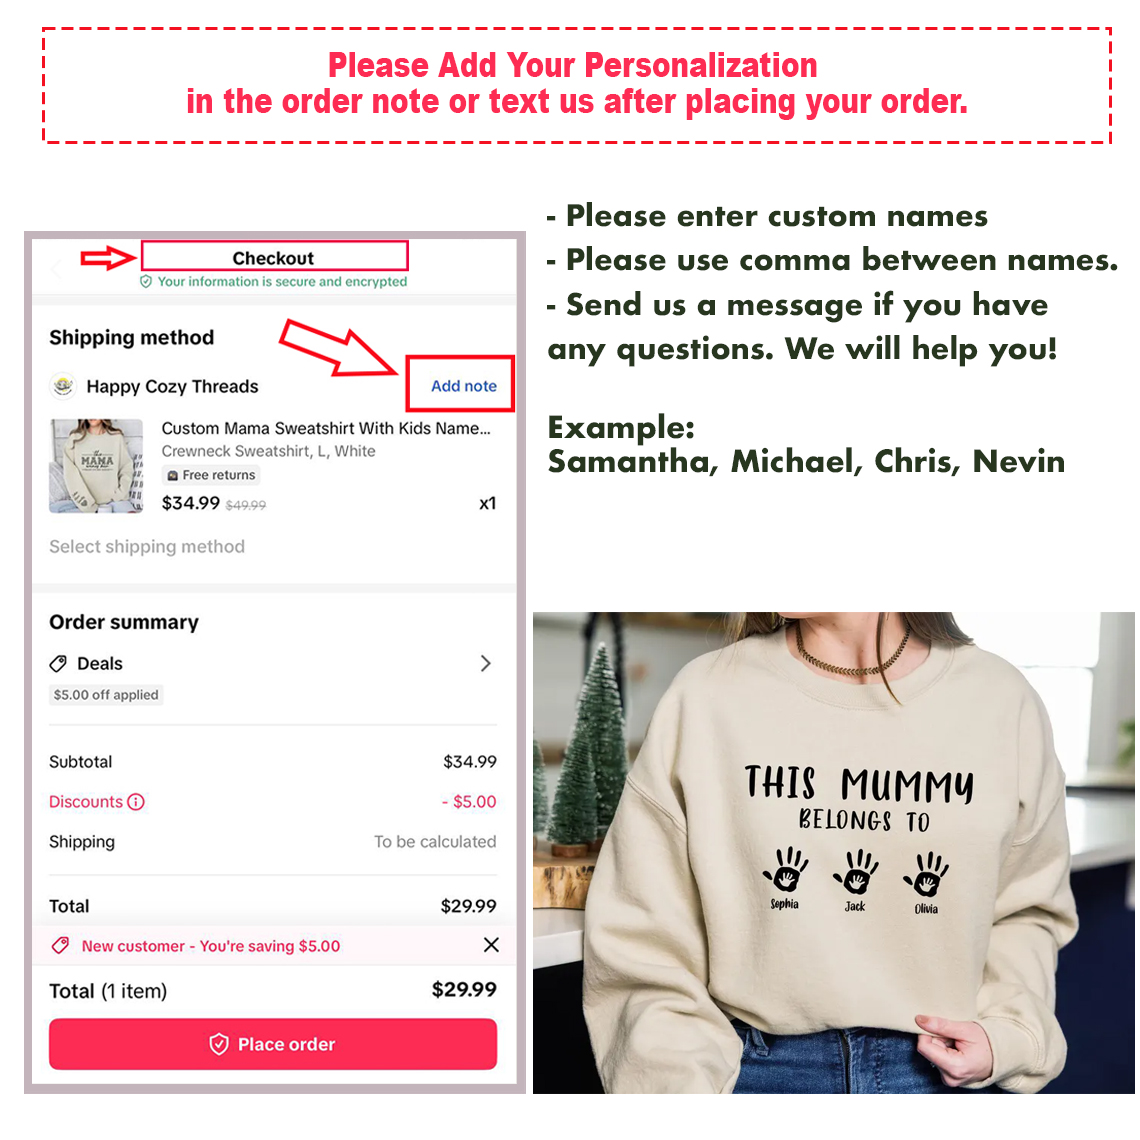 Please Add Your Personalization
in the order note or text us after placing your order.
Checkout
Your information is secure and encrypted
Shipping method
Happy Cozy Threads
Add note
Custom Mama Sweatshirt With Kids Name...
Crewneck Sweatshirt, L, White
Free returns
$34.99 $49.99
x1
MAMA
Select shipping method
Order summary
Deals
$5.00 off applied
Subtotal
$34.99
Discounts
- $5.00
Shipping
To be calculated
Total
$29.99
New customer - You're saving $5.00
Total (1 item)
$29.99
Place order
- Please enter custom names
- Please use comma between names.
- Send us a message if you have
any questions. We will help you!
Example:
Samantha, Michael, Chris, Nevin
THIS MUMMY
BELONGS TO
Sophia
Jack
Olivia